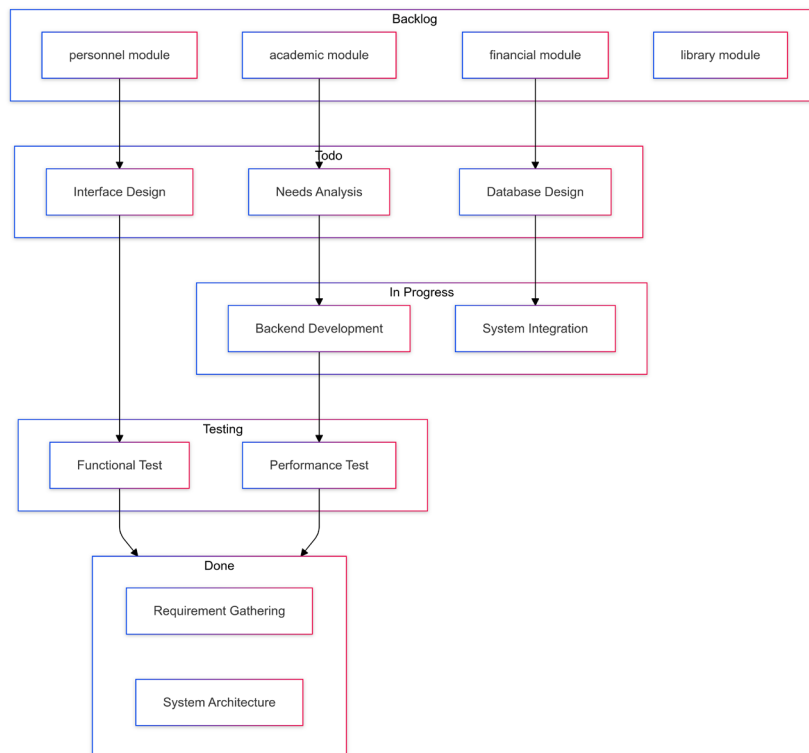 Backlog
personnel module
academic module
financial module
library module
Todo
Interface Design
Needs Analysis
Database Design
In Progress
Backend Development
System Integration
Testing
Functional Test
Performance Test
Done
Requirement Gathering
System Architecture